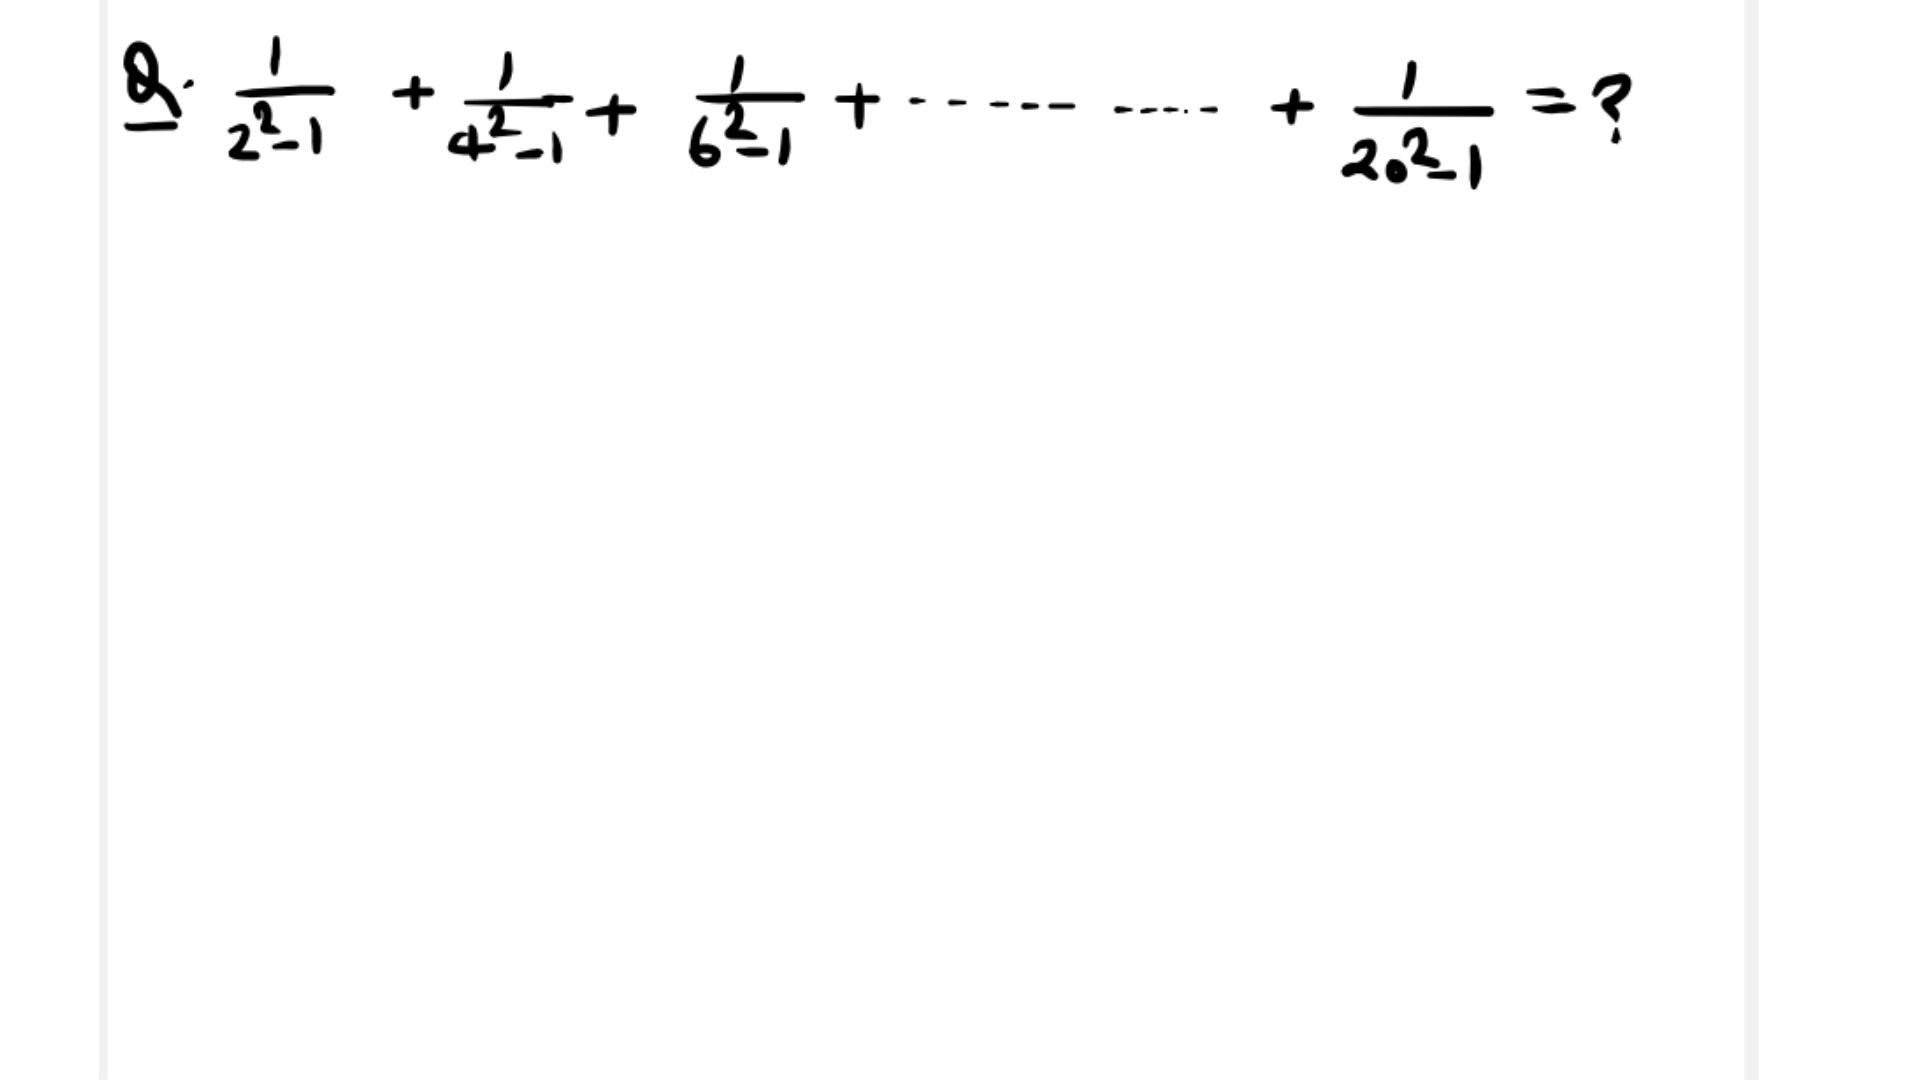 Q. 1/(2²-1) + 1/(4²-1) + 1/(6²-1) + - - - - - - - - - - + 1/(20²-1) = ?